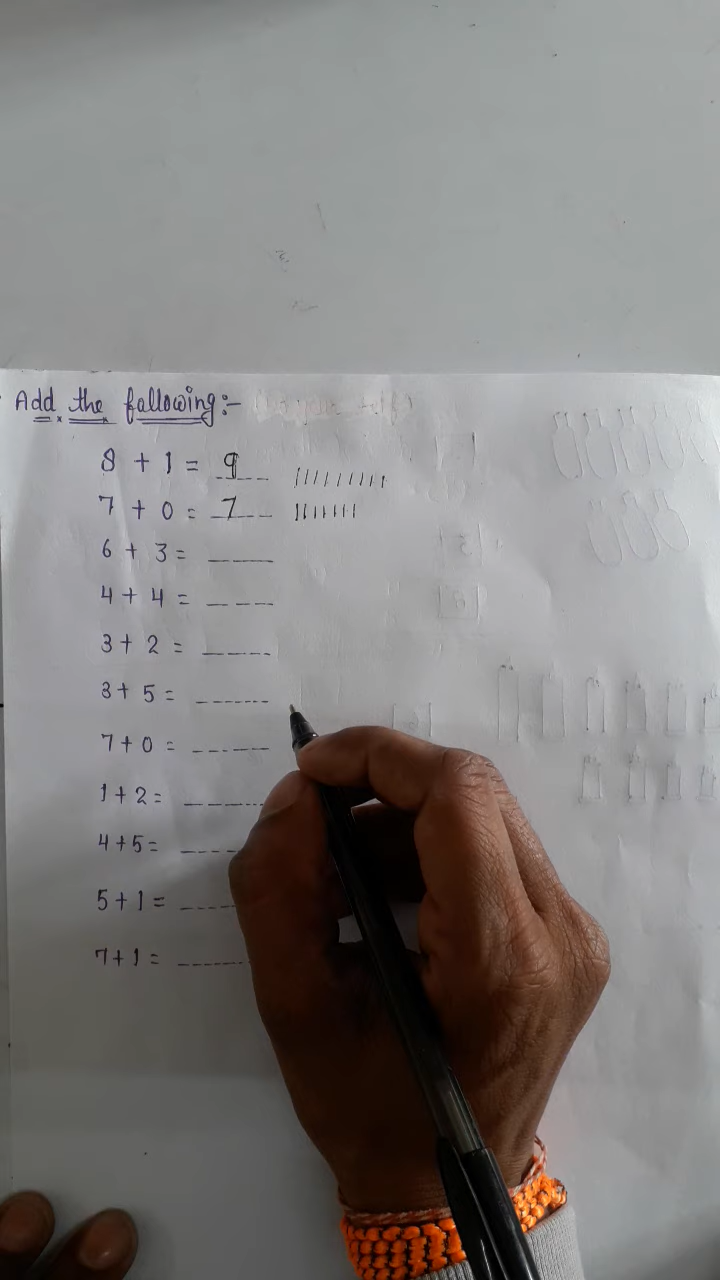 Add the fallowing:-
8 + 1 = 9
7 + 0 = 7
6 + 3 =
4 + 4 =
3 + 2 =
3 + 5 =
7 + 0 =
1 + 2 =
4 + 5 =
5 + 1 =
7 + 1 =